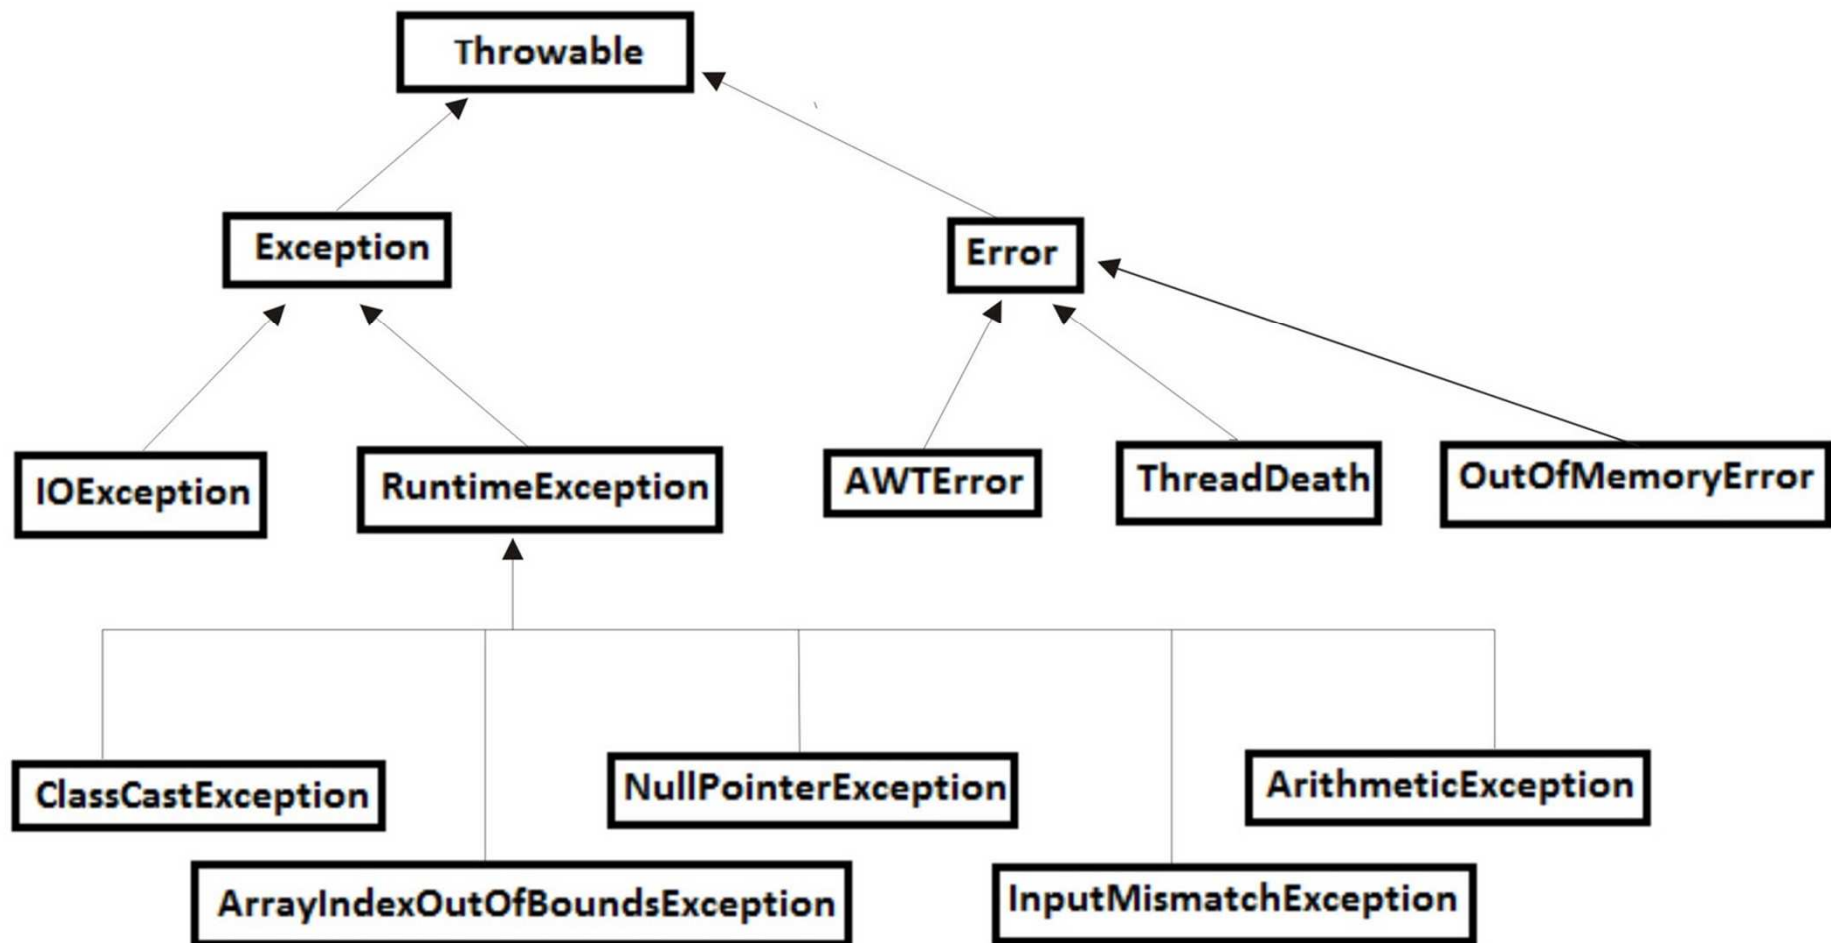 Throwable
Exception
Error
IOException
RuntimeException
AWTError
ThreadDeath
OutOfMemoryError
ClassCastException
NullPointerException
ArithmeticException
ArrayIndexOutOfBoundsException
InputMismatchException